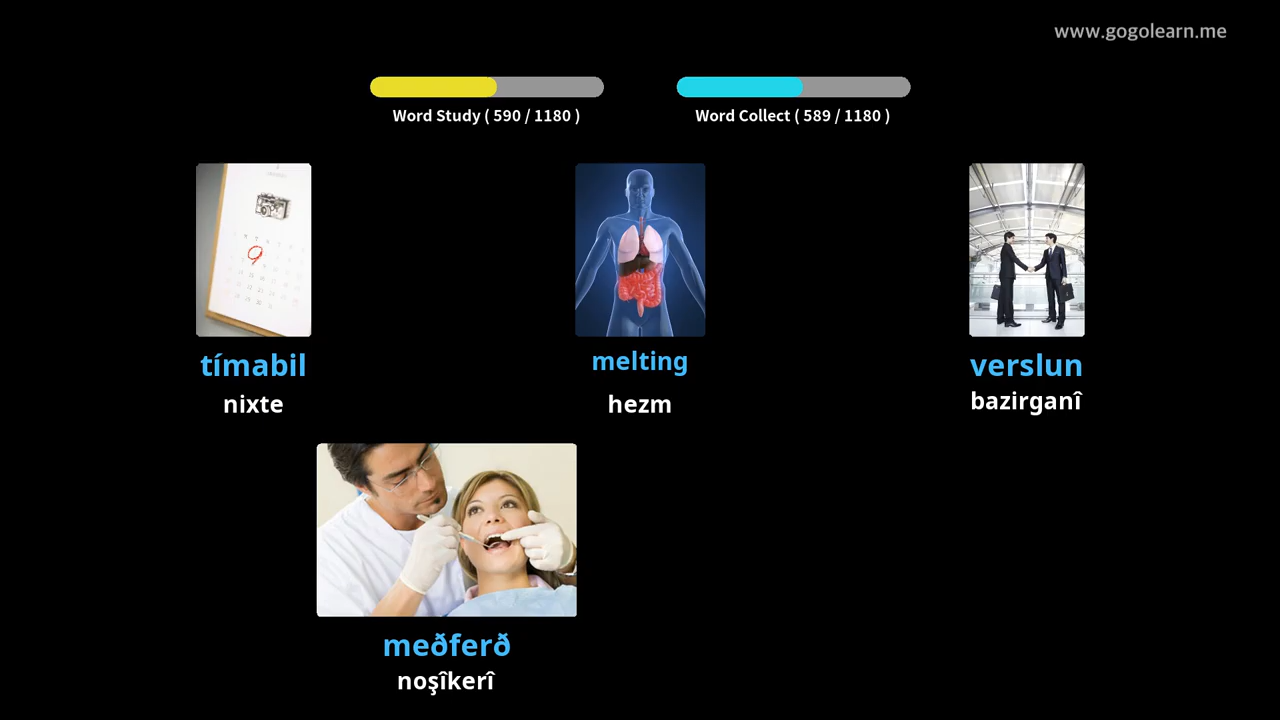 www.gogolearn.me
Word Study ( 590 / 1180 )
Word Collect ( 589 / 1180 )
tímabil
nixte
melting
hezm
verslun
bazirganî
meðferð
noşîkerî